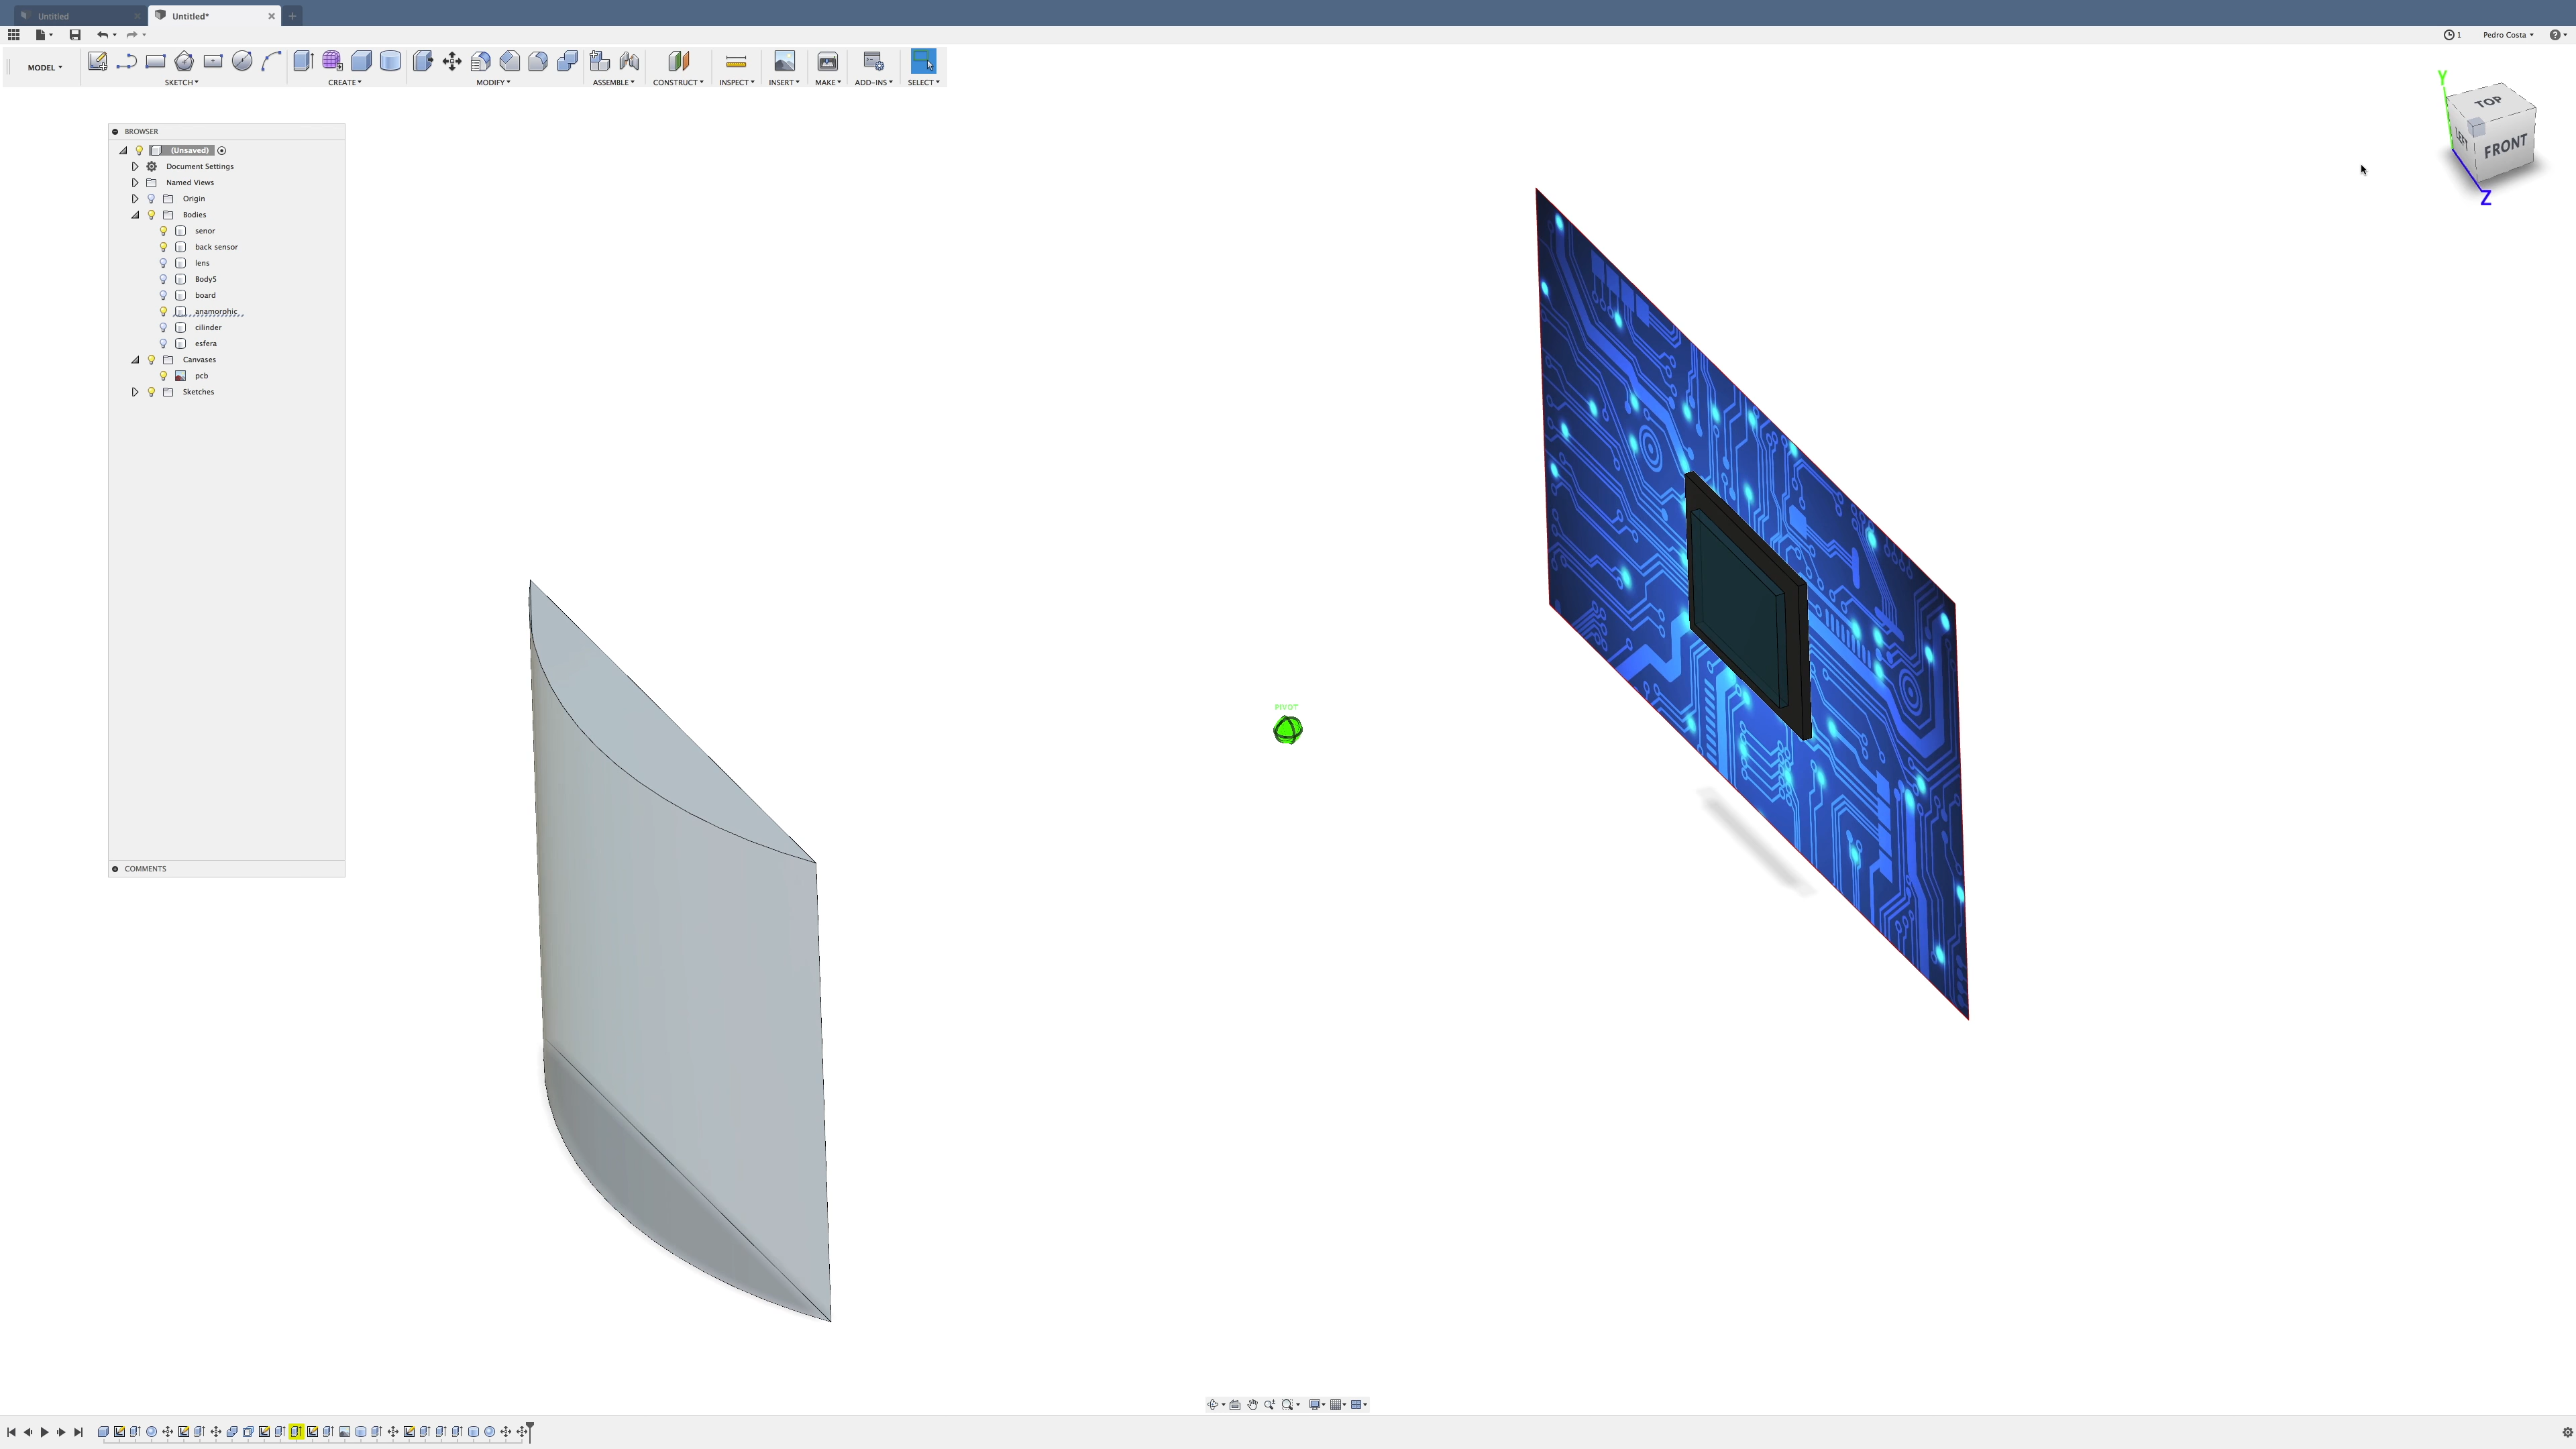 Untitled
Untitled*
1
Pedro Costa
MODEL
SKETCH
CREATE
MODIFY
ASSEMBLE
CONSTRUCT
INSPECT
INSERT
MAKE
ADD-INS
SELECT
Y
TOP
LEFT
FRONT
Z
BROWSER
(Unsaved)
Document Settings
Named Views
Origin
Bodies
senor
back sensor
lens
Body5
board
anamorphic
cilinder
esfera
Canvases
pcb
Sketches
PIVOT
COMMENTS